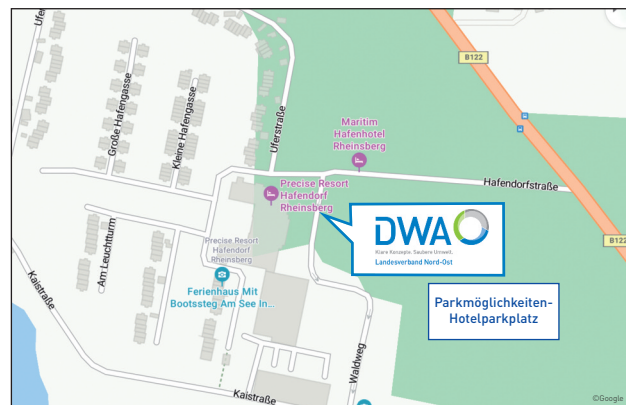 Uferstraße
Große Hafengasse
Kleine Hafengasse
Uferstraße
B122
Maritim
Hafenhotel
Rheinsberg
Precise Resort
Hafendorf
Rheinsberg
Hafendorfstraße
B122
DWA
Klare Konzepte. Saubere Umwelt.
Landesverband Nord-Ost
Am Leuchtturm
Precise Resort
Hafendorf
Rheinsberg
Kaistraße
Ferienhaus Mit
Bootssteg Am See In...
Parkmöglichkeiten-
Hotelparkplatz
Waldweg
Kaistraße
©Google